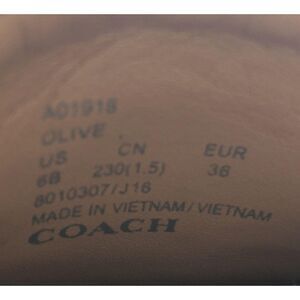 A01918
OLIVE
US CN EUR
6B 230(1.5) 36
8010307/J16
MADE IN VIETNAM/VIETNAM
COACH